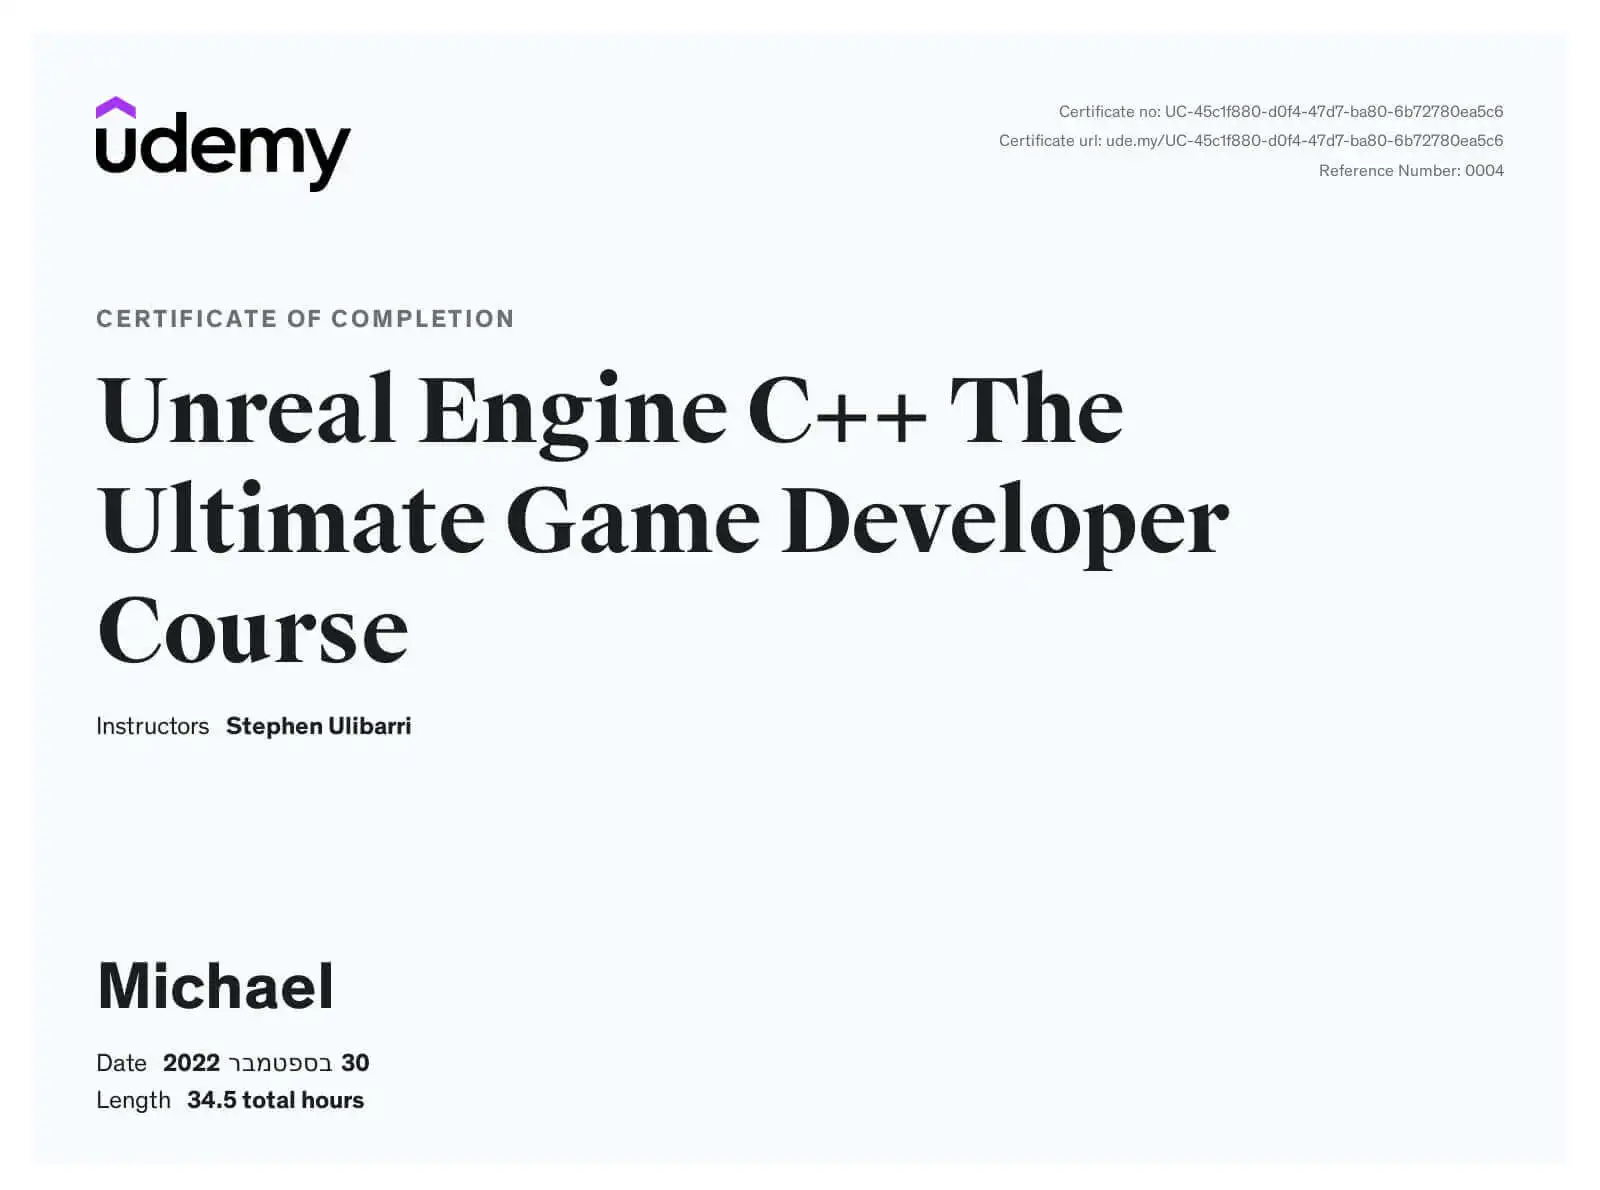 udemy
Certificate no: UC-45c1f880-d0f4-47d7-ba80-6b72780ea5c6
Certificate url: ude.my/UC-45c1f880-d0f4-47d7-ba80-6b72780ea5c6
Reference Number: 0004
CERTIFICATE OF COMPLETION
Unreal Engine C++ The
Ultimate Game Developer
Course
Instructors Stephen Ulibarri
Michael
Date 30 בספטמבר 2022
Length 34.5 total hours